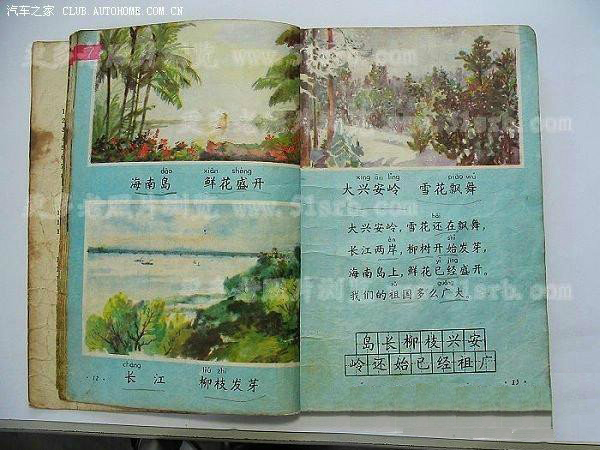 汽车之家 CLUB.AUTOHOME.COM.CN
7
dǎo xiān shèng
海南岛 鲜花盛开
cháng liǔ zhī
长江 柳枝发芽
·12·
xīng ān lǐng piāo wǔ
大兴安岭 雪花飘舞
hái
大兴安岭,雪花还在飘舞,
àn shǐ
长江两岸,柳树开始发芽,
yǐ jīng
海南岛上,鲜花已经盛开。
zǔ guǎng
我们的祖国多么广大。
岛长柳枝兴安
岭还始已经祖广
·13·